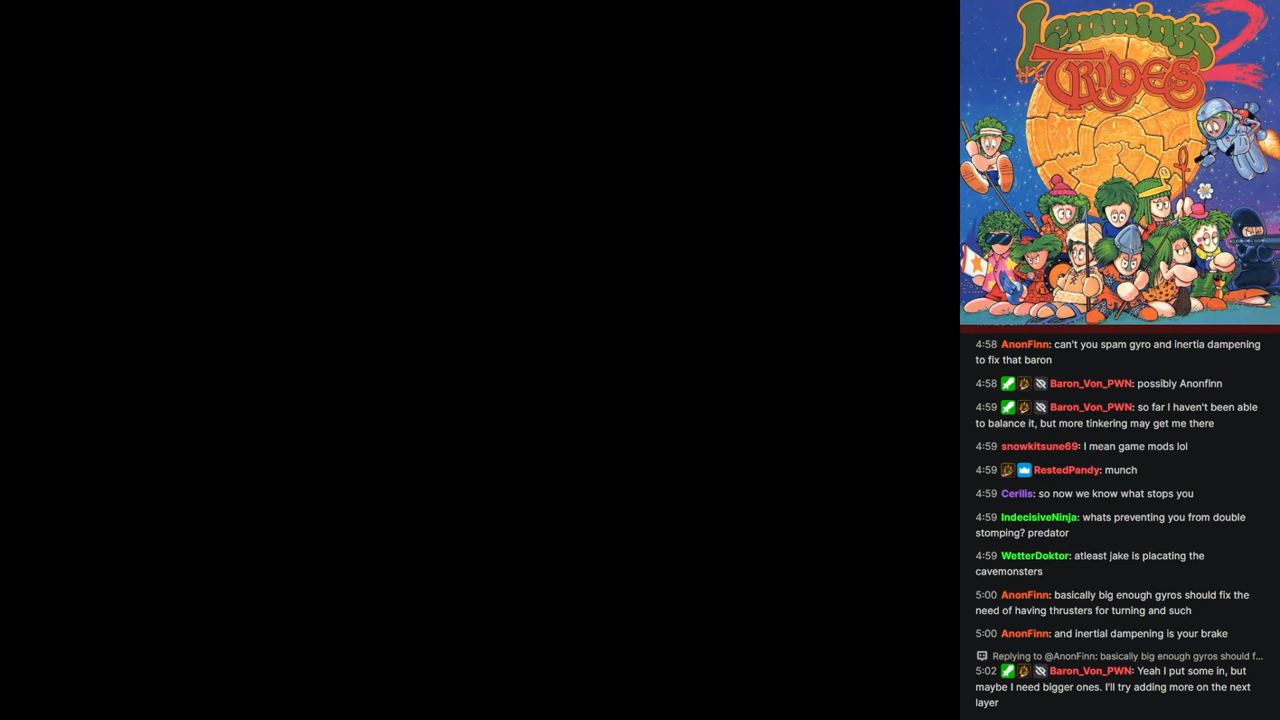 Lemmings 2
THE TRIBES
4:58 AnonFinn: can't you spam gyro and inertia dampening
to fix that baron
4:58 Baron_Von_PWN: possibly Anonfinn
4:59 Baron_Von_PWN: so far I haven't been able
to balance it, but more tinkering may get me there
4:59 snowkitsune69: I mean game mods lol
4:59 RestedPandy: munch
4:59 Cerilis: so now we know what stops you
4:59 IndecisiveNinja: whats preventing you from double
stomping? predator
4:59 WetterDoktor: atleast jake is placating the
cavemonsters
5:00 AnonFinn: basically big enough gyros should fix the
need of having thrusters for turning and such
5:00 AnonFinn: and inertial dampening is your brake
Replying to @AnonFinn: basically big enough gyros should f...
5:02 Baron_Von_PWN: Yeah I put some in, but
maybe I need bigger ones. I'll try adding more on the next
layer